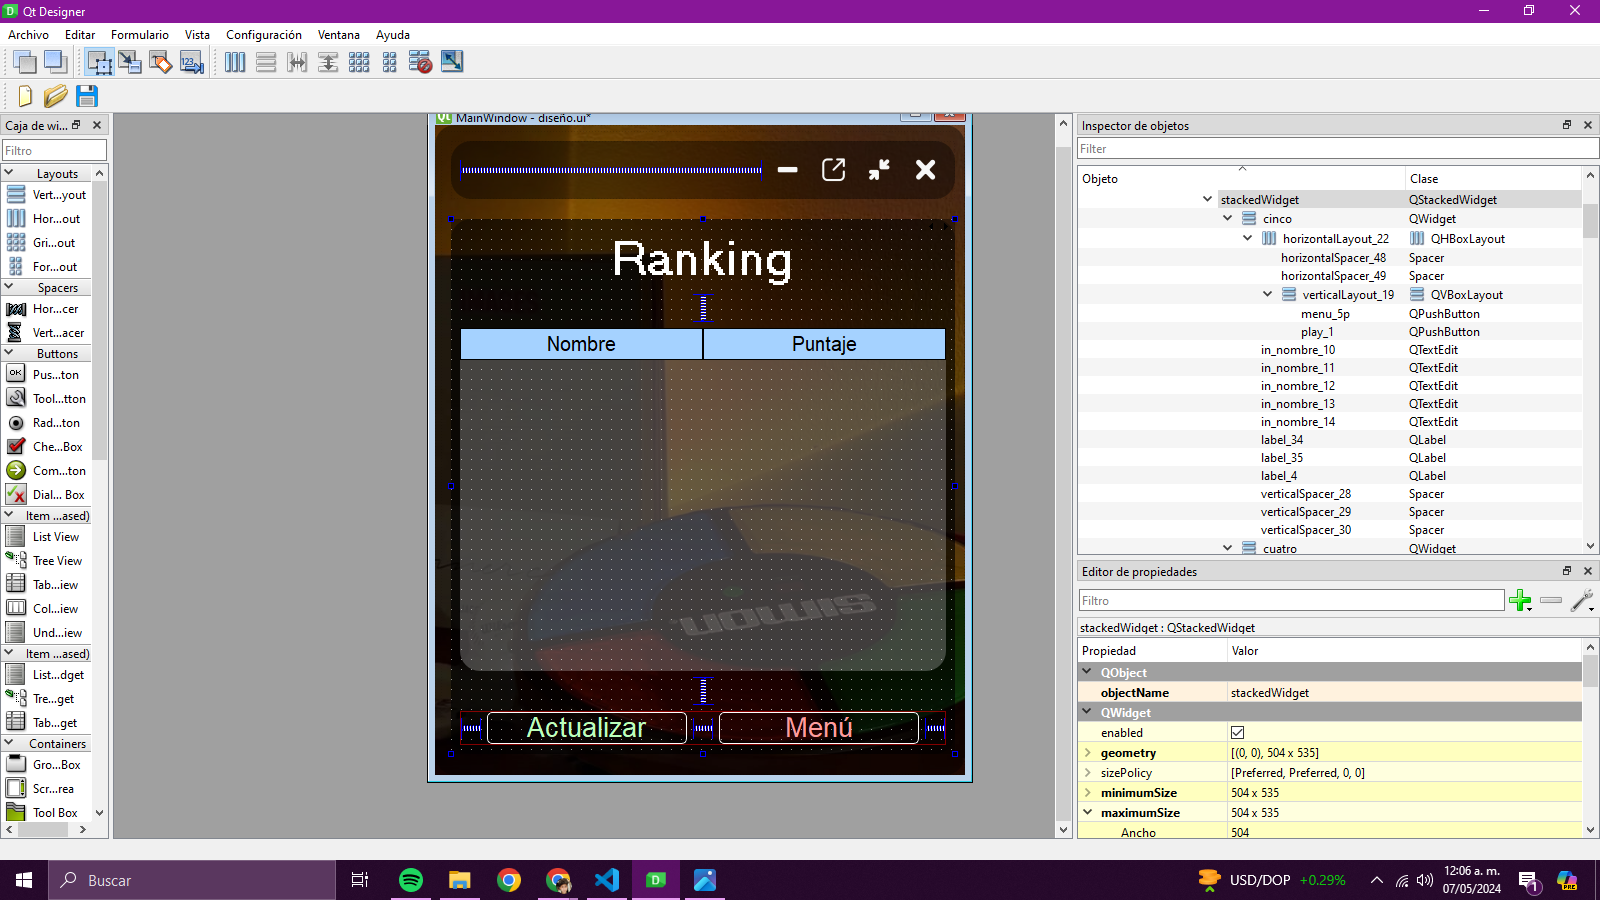 Qt Designer
Archivo Editar Formulario Vista Configuración Ventana Ayuda
Caja de wi...
Filtro
Layouts
Vert...yout
Hor...out
Gri...out
For...out
Spacers
Hor...cer
Vert...acer
Buttons
Pus...ton
Tool...tton
Rad...ton
Che...Box
Com...ton
Dial... Box
Item ...ased)
List View
Tree View
Tab...iew
Col...iew
Und...iew
Item ...ased)
List...dget
Tre...get
Tab...get
Containers
Gro...Box
Scr...rea
Tool Box
MainWindow - diseño.ui*
Ranking
Nombre Puntaje
SIMON
Actualizar Menú
Inspector de objetos
Filter
Objeto Clase
stackedWidget QStackedWidget
cinco QWidget
horizontalLayout_22 QHBoxLayout
horizontalSpacer_48 Spacer
horizontalSpacer_49 Spacer
verticalLayout_19 QVBoxLayout
menu_5p QPushButton
play_1 QPushButton
in_nombre_10 QTextEdit
in_nombre_11 QTextEdit
in_nombre_12 QTextEdit
in_nombre_13 QTextEdit
in_nombre_14 QTextEdit
label_34 QLabel
label_35 QLabel
label_4 QLabel
verticalSpacer_28 Spacer
verticalSpacer_29 Spacer
verticalSpacer_30 Spacer
cuatro QWidget
Editor de propiedades
Filtro
stackedWidget : QStackedWidget
Propiedad Valor
QObject
objectName stackedWidget
QWidget
enabled
geometry [(0, 0), 504 x 535]
sizePolicy [Preferred, Preferred, 0, 0]
minimumSize 504 x 535
maximumSize 504 x 535
Ancho 504
Buscar
USD/DOP +0.29%
12:06 a. m.
07/05/2024
1
PRE